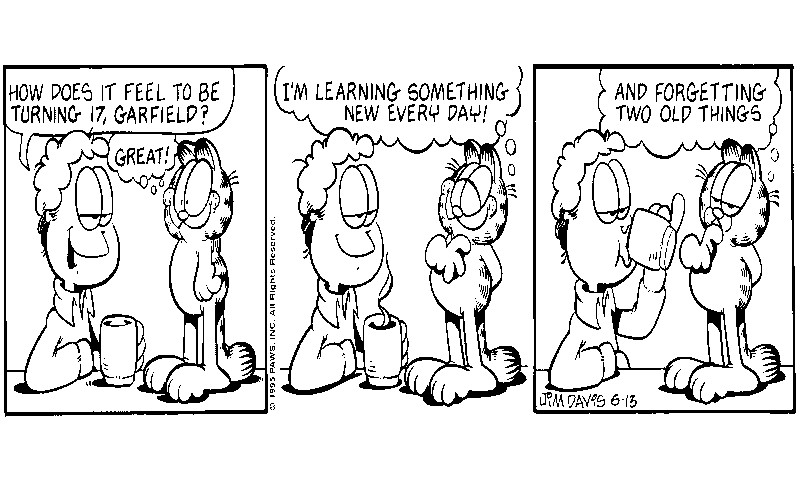 HOW DOES IT FEEL TO BE
TURNING 17, GARFIELD?
GREAT!
© 1995 PAWS, INC. All Rights Reserved.
I'M LEARNING SOMETHING
NEW EVERY DAY!
AND FORGETTING
TWO OLD THINGS
JIM DAVIS 6-13